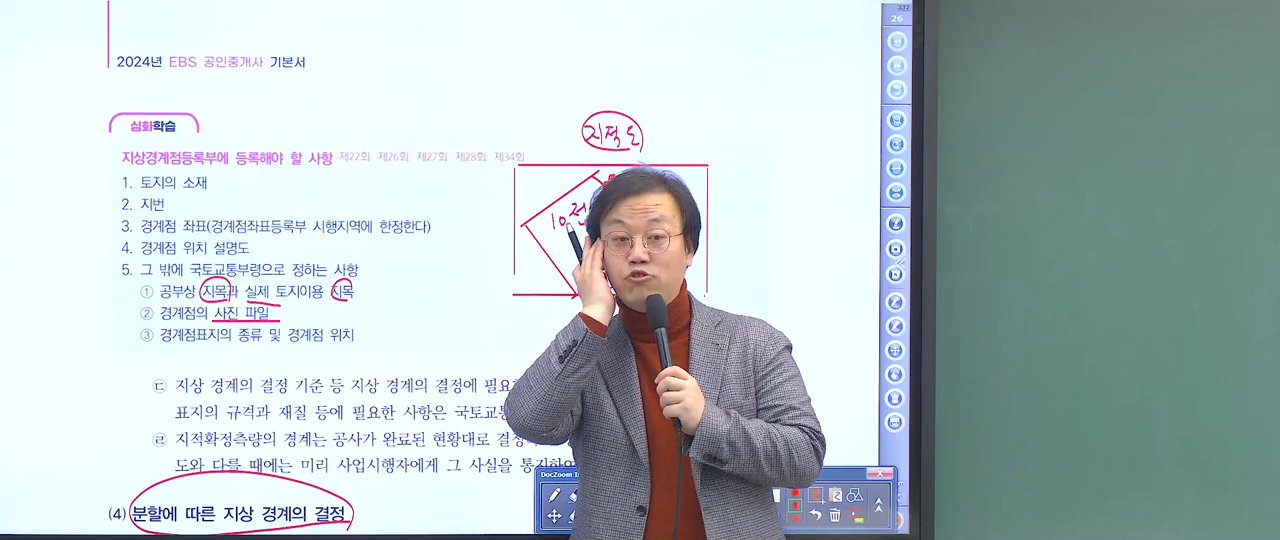 332
26
2024년 EBS 공인중개사 기본서
심화학습
지적도
지상경계점등록부에 등록해야 할 사항 제22회 제26회 제27회 제28회 제34회
1. 토지의 소재
2. 지번
3. 경계점 좌표(경계점좌표등록부 시행지역에 한정한다)
10 전
4. 경계점 위치 설명도
5. 그 밖에 국토교통부령으로 정하는 사항
① 공부상 지목과 실제 토지이용 지목
② 경계점의 사진 파일
③ 경계점표지의 종류 및 경계점 위치
㉢ 지상 경계의 결정 기준 등 지상 경계의 결정에 필요
표지의 규격과 재질 등에 필요한 사항은 국토교통
㉣ 지적확정측량의 경계는 공사가 완료된 현황대로 결정
도와 다를 때에는 미리 사업시행자에게 그 사실을 통지하여
DocZoom
(4) 분할에 따른 지상 경계의 결정